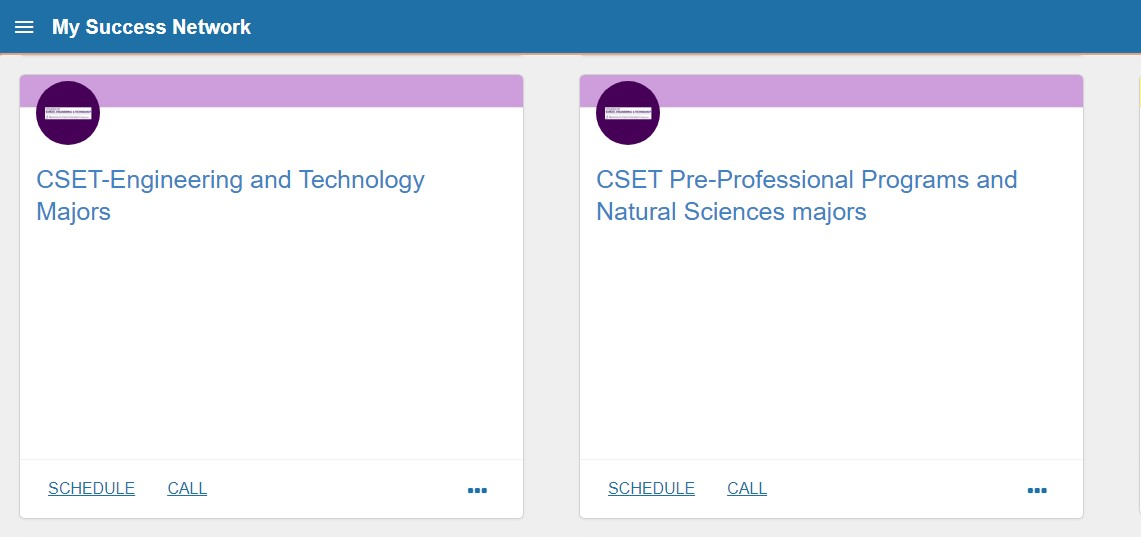 My Success Network
CSET-Engineering and Technology
Majors
SCHEDULE CALL
CSET Pre-Professional Programs and
Natural Sciences majors
SCHEDULE CALL